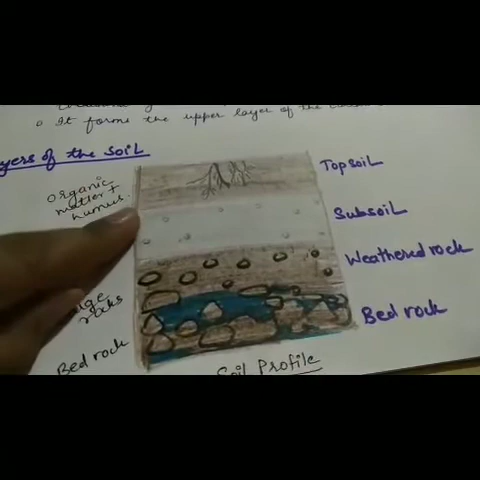 o It forms the upper layer of the
yers of the soil
Organic
matter +
humus.
Topsoil
Subsoil
Weathered rock
rocks
Bed rock
Bed rock
Soil Profile